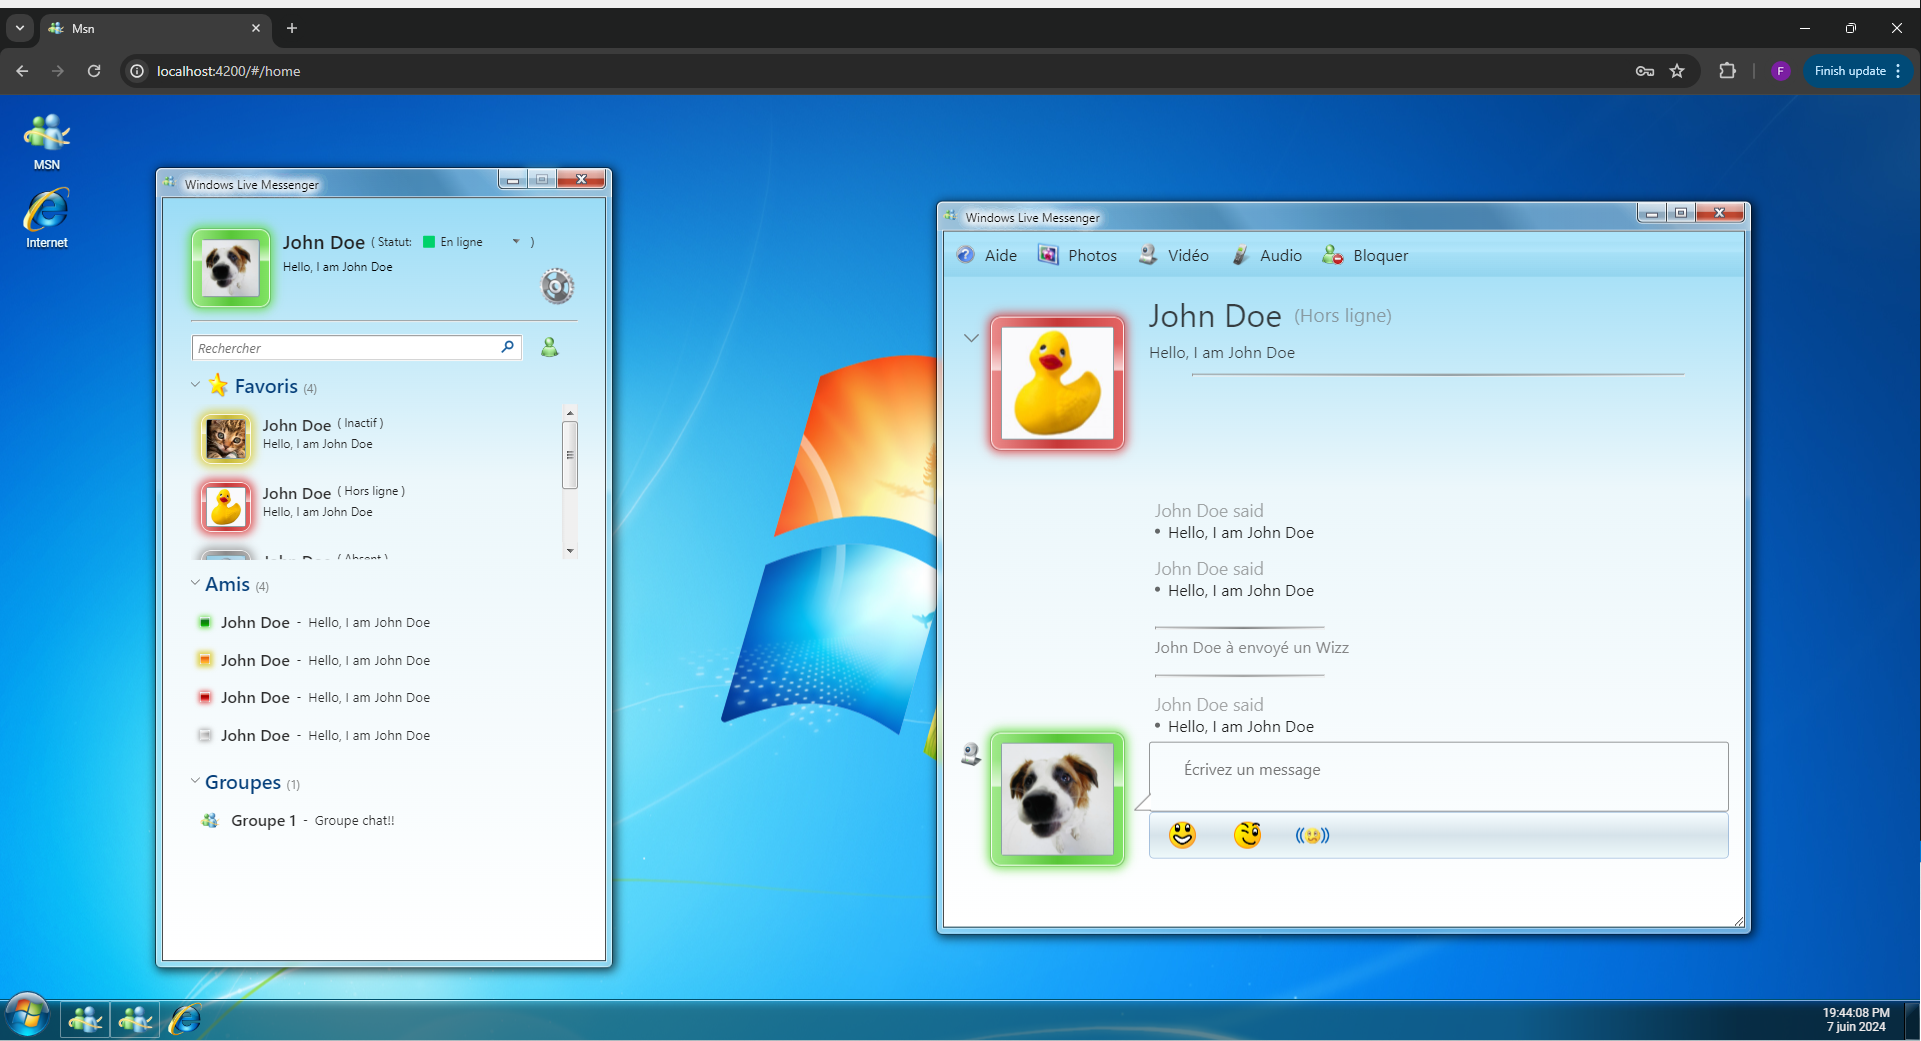 Msn
localhost:4200/#/home
F
Finish update
MSN
Internet
Windows Live Messenger
John Doe ( Statut: En ligne )
Hello, I am John Doe
Rechercher
Favoris (4)
John Doe ( Inactif )
Hello, I am John Doe
John Doe ( Hors ligne )
Hello, I am John Doe
John Doe ( Absent )
Amis (4)
John Doe - Hello, I am John Doe
John Doe - Hello, I am John Doe
John Doe - Hello, I am John Doe
John Doe - Hello, I am John Doe
Groupes (1)
Groupe 1 - Groupe chat!!
Windows Live Messenger
Aide Photos Vidéo Audio Bloquer
John Doe (Hors ligne)
Hello, I am John Doe
John Doe said
• Hello, I am John Doe
John Doe said
• Hello, I am John Doe
John Doe à envoyé un Wizz
John Doe said
• Hello, I am John Doe
Écrivez un message
19:44:08 PM
7 juin 2024